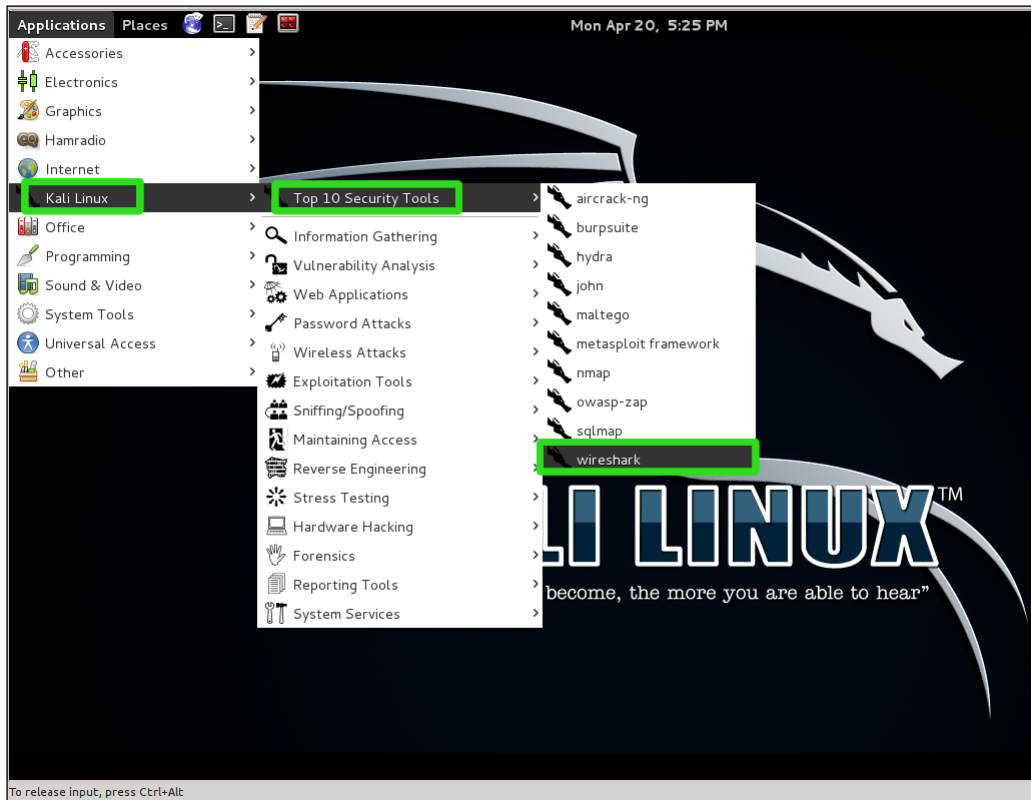 Applications Places Mon Apr 20, 5:25 PM
Accessories
Electronics
Graphics
Hamradio
Internet
Kali Linux
Office
Programming
Sound & Video
System Tools
Universal Access
Other
Top 10 Security Tools
Information Gathering
Vulnerability Analysis
Web Applications
Password Attacks
Wireless Attacks
Exploitation Tools
Sniffing/Spoofing
Maintaining Access
Reverse Engineering
Stress Testing
Hardware Hacking
Forensics
Reporting Tools
System Services
aircrack-ng
burpsuite
hydra
john
maltego
metasploit framework
nmap
owasp-zap
sqlmap
wireshark
LI LINUX™
become, the more you are able to hear”
To release input, press Ctrl+Alt